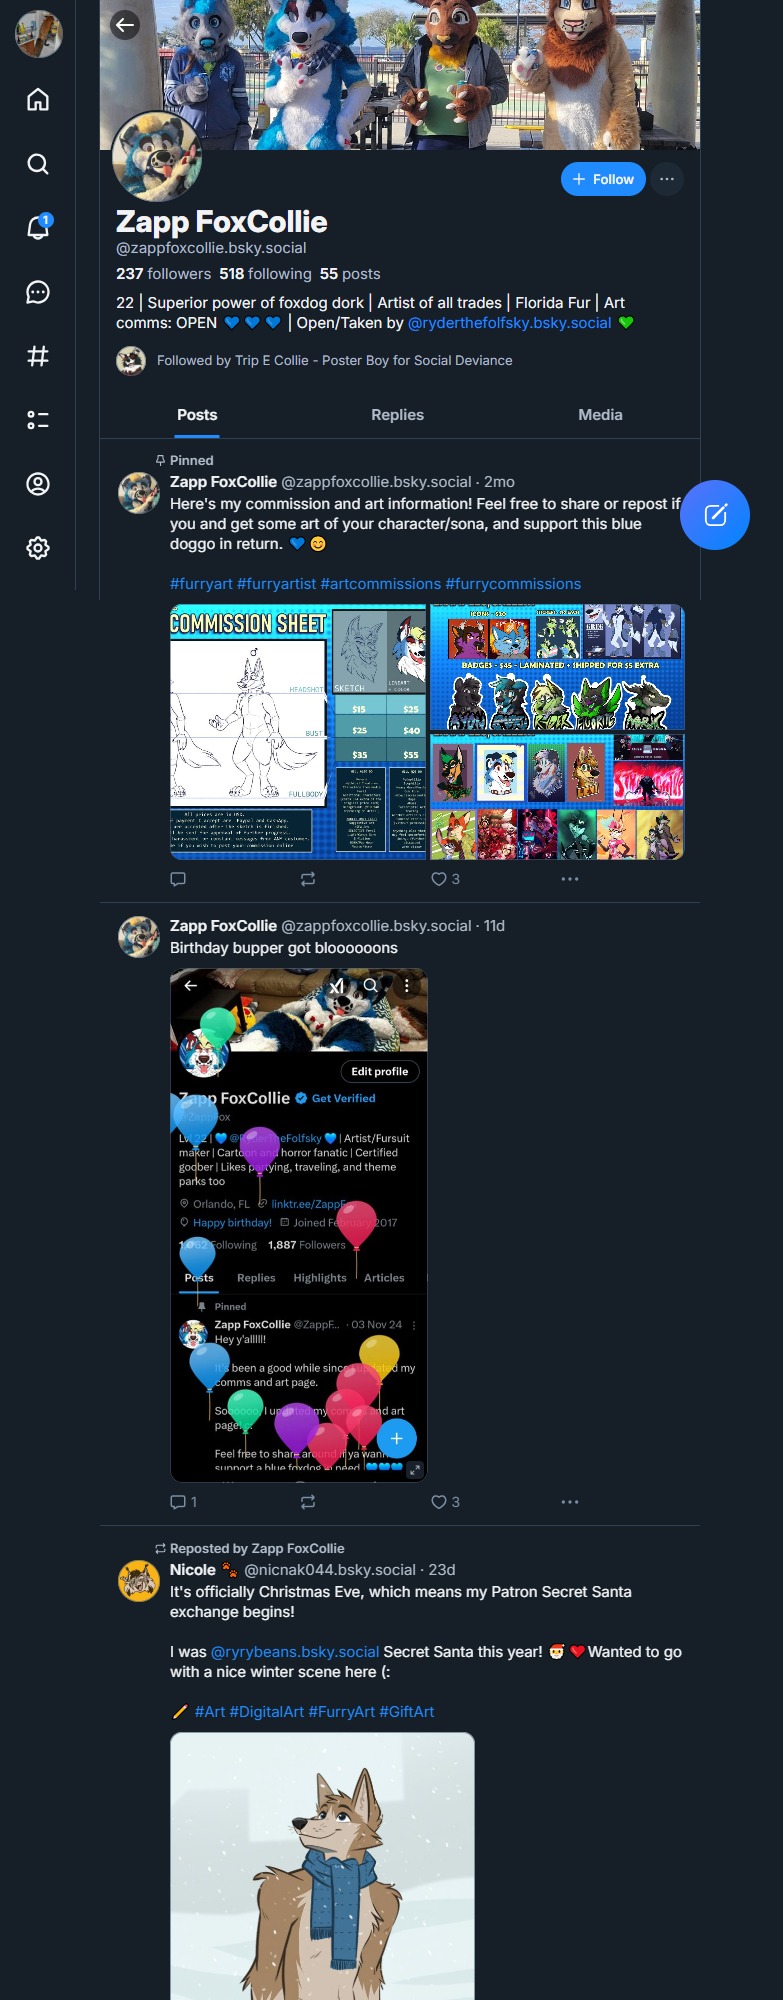 1
Follow
Zapp FoxCollie
@zappfoxcollie.bsky.social
237 followers 518 following 55 posts
22 | Superior power of foxdog dork | Artist of all trades | Florida Fur | Art
comms: OPEN 💙 💙 💙 | Open/Taken by @ryderthefolfsky.bsky.social 💚
Followed by Trip E Collie - Poster Boy for Social Deviance
Posts
Replies
Media
Pinned
Zapp FoxCollie @zappfoxcollie.bsky.social · 2mo
Here's my commission and art information! Feel free to share or repost if
you and get some art of your character/sona, and support this blue
doggo in return. 💙 😊
#furryart #furryartist #artcommissions #furrycommissions
COMMISSION SHEET
HEADSHOT
BUST
FULLBODY
SKETCH
LINEART
+ COLOR
$15 $25
$25 $40
$35 $55
All prices are in USD.
ICONS - $30
BADGES - $45 - LAMINATED + SHIPPED FOR $5 EXTRA
3
Zapp FoxCollie @zappfoxcollie.bsky.social · 11d
Birthday bupper got bloooooons
Edit profile
Zapp FoxCollie Get Verified
💙 | Artist/Fursuit
maker | Cartoon and horror fanatic | Certified
goober | Likes partying, traveling, and theme
parks too
Orlando, FL linktr.ee/ZappF
Happy birthday! Joined February 2017
Following 1,887 Followers
Posts Replies Highlights Articles
Pinned
Zapp FoxCollie @ZappF... · 03 Nov 24
Hey y'alllll!
It's been a good while since I updated my
comms and art page.
Sooooo, I updated my comms and art
page!
Feel free to share around if ya wanna
support a blue foxdog in need 💙💙💙
1
3
Reposted by Zapp FoxCollie
Nicole 🐾 @nicnak044.bsky.social · 23d
It's officially Christmas Eve, which means my Patron Secret Santa
exchange begins!
I was @ryrybeans.bsky.social Secret Santa this year! 🎅 ❤️ Wanted to go
with a nice winter scene here (:
🖊️ #Art #DigitalArt #FurryArt #GiftArt